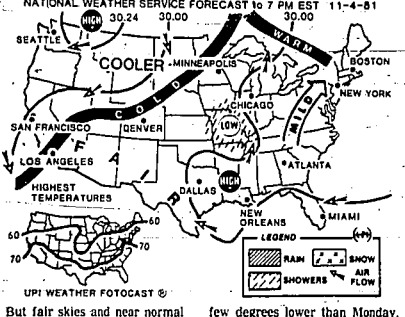 NATIONAL WEATHER SERVICE FORECAST to 7 PM EST 11-4-81
HIGH 30.24 30.00 30.00
SEATTLE
WARM
COOLER
MINNEAPOLIS
BOSTON
NEW YORK
COLD
CHICAGO
SAN FRANCISCO
DENVER
LOW
MILD
LOS ANGELES
FAIR
ATLANTA
DALLAS
HIGH
HIGHEST
TEMPERATURES
NEW
ORLEANS
MIAMI
60
60
70
70
LEGEND
RAIN
SNOW
SHOWERS
AIR
FLOW
UPI WEATHER FOTOCAST ®
But fair skies and near normal
few degrees lower than Monday.